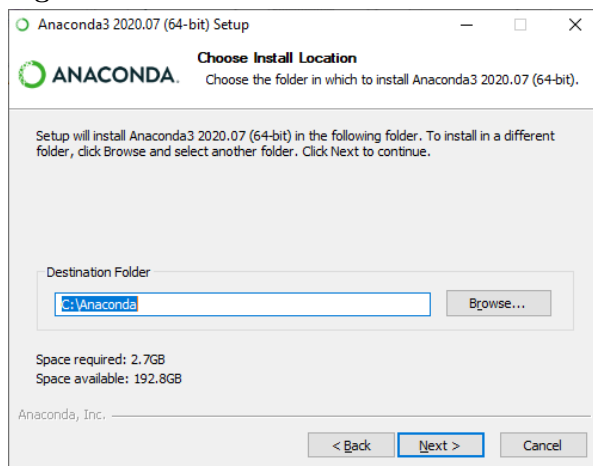 Anaconda3 2020.07 (64-bit) Setup
ANACONDA.
Choose Install Location
Choose the folder in which to install Anaconda3 2020.07 (64-bit).
Setup will install Anaconda3 2020.07 (64-bit) in the following folder. To install in a different
folder, click Browse and select another folder. Click Next to continue.
Destination Folder
C:\Anaconda
Browse...
Space required: 2.7GB
Space available: 192.8GB
Anaconda, Inc.
< Back
Next >
Cancel